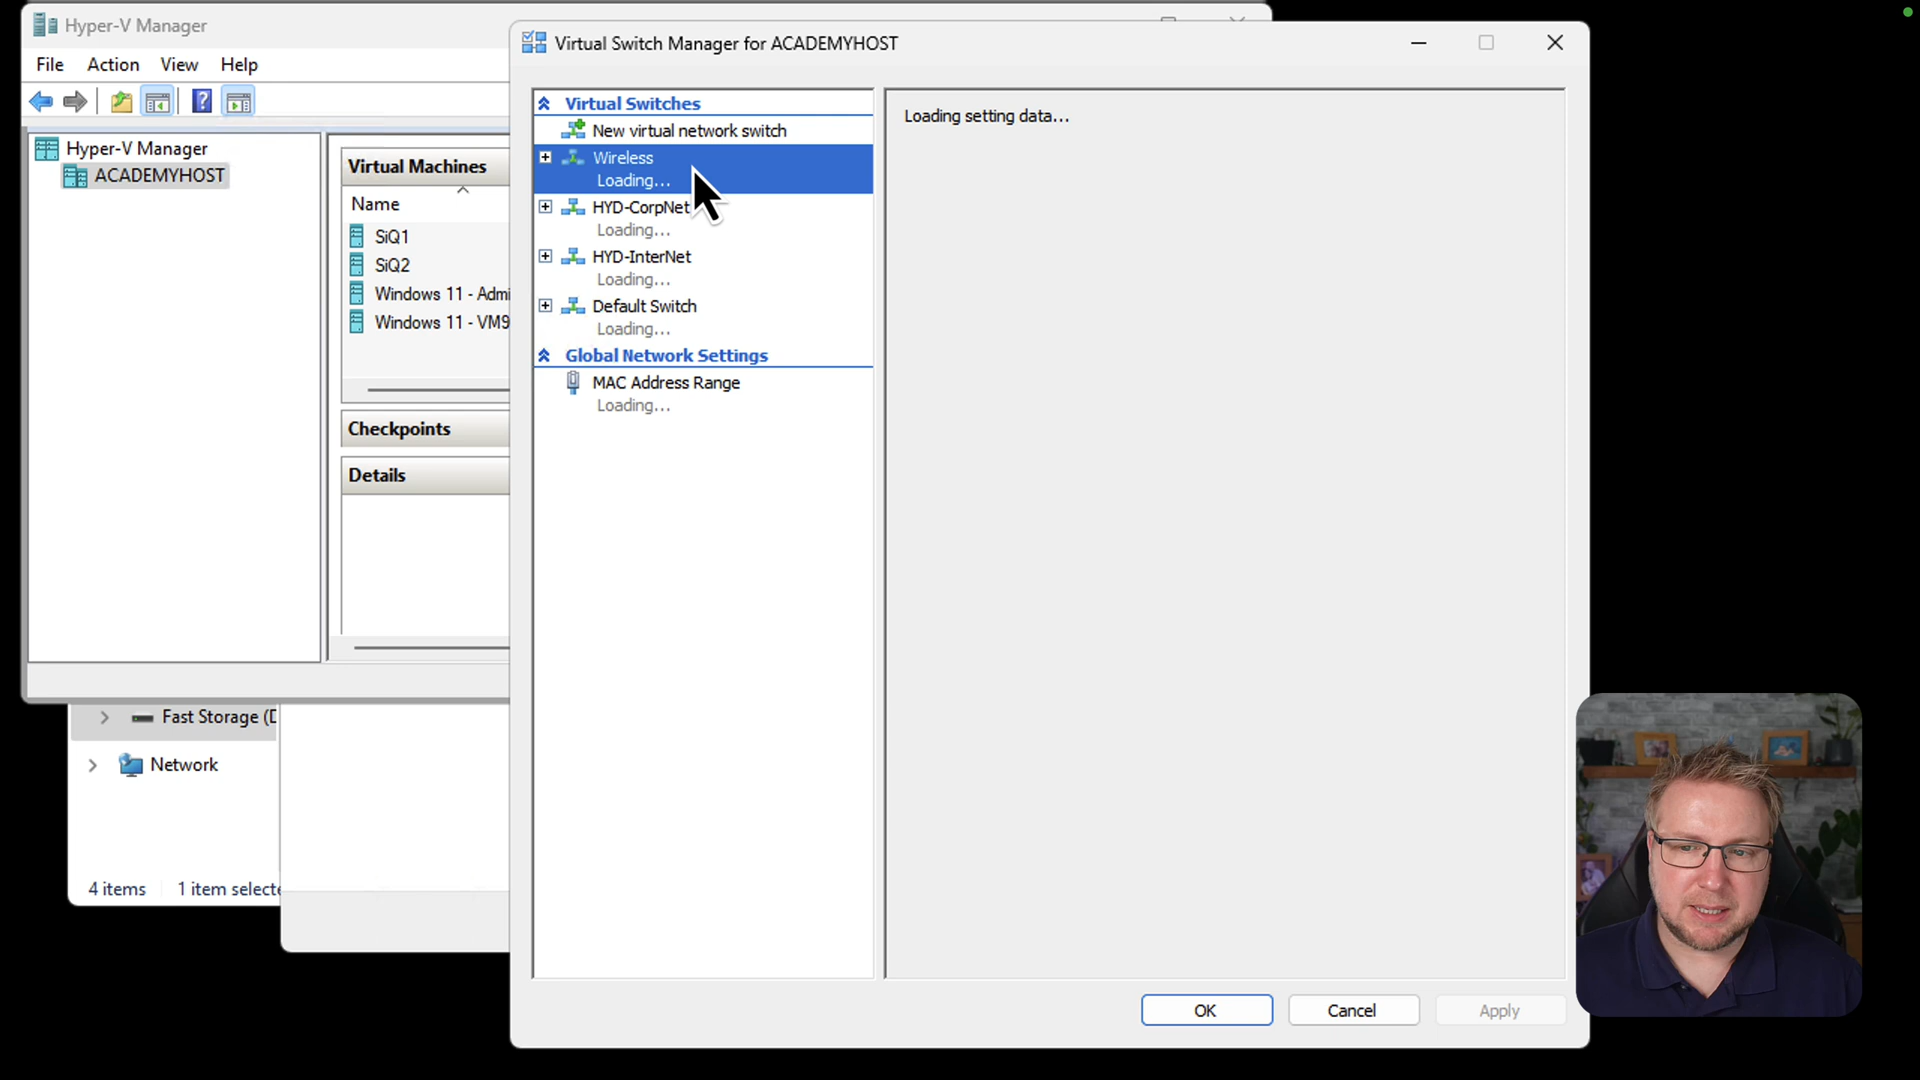 Hyper-V Manager
File Action View Help
Hyper-V Manager
ACADEMYHOST
Virtual Machines
Name
SiQ1
SiQ2
Windows 11 - Admi
Windows 11 - VM9
Checkpoints
Details
Fast Storage (D
Network
4 items 1 item selecte
Virtual Switch Manager for ACADEMYHOST
Virtual Switches
New virtual network switch
Wireless
Loading...
HYD-CorpNet
Loading...
HYD-InterNet
Loading...
Default Switch
Loading...
Global Network Settings
MAC Address Range
Loading...
Loading setting data...
OK Cancel Apply